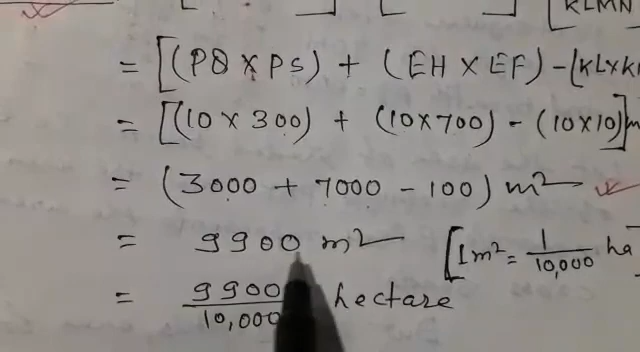 [KLMN
= [(PQ × PS) + (EH × EF) - (KL×K
= [(10 × 300) + (10×700) - (10×10)]m
= (3000 + 7000 - 100) m²
= 9900 m² [1m² = 1/10,000 ha]
= 9900/10,000 hectare